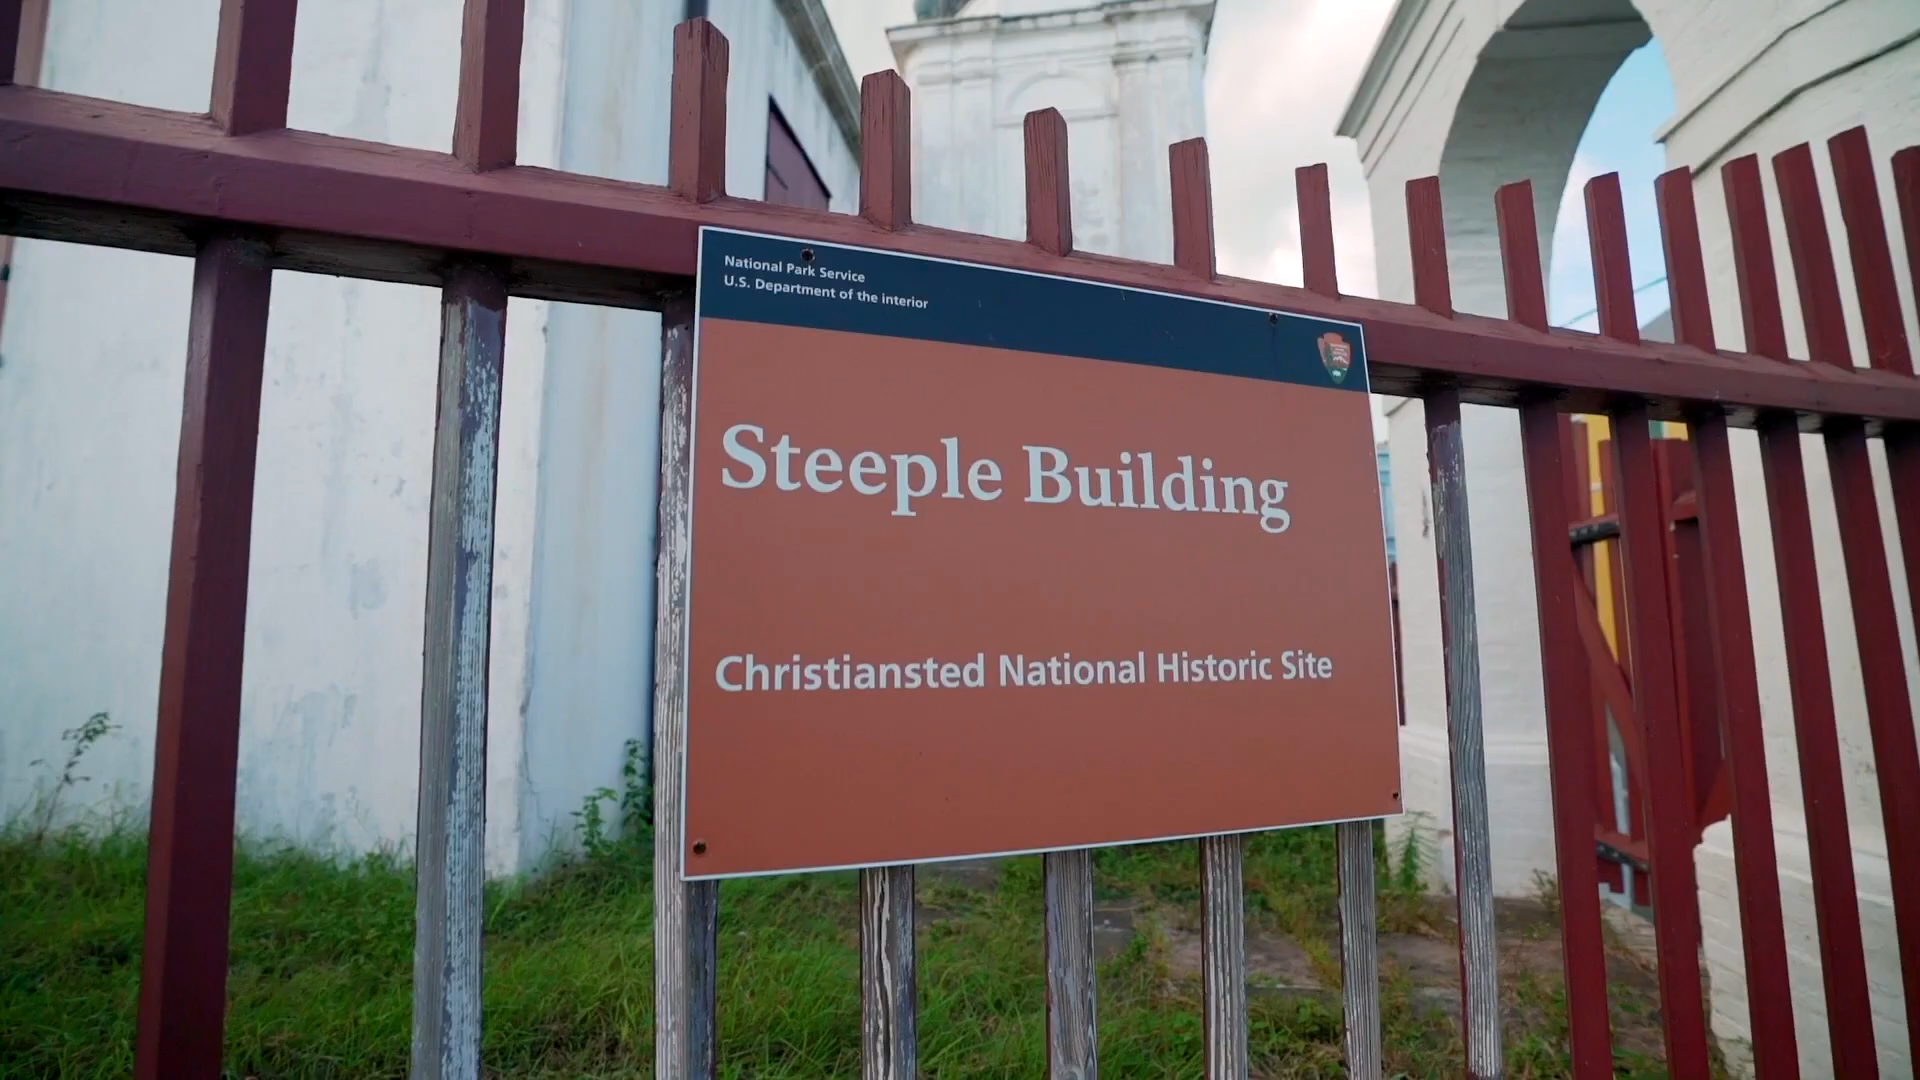 National Park Service
U.S. Department of the interior
Steeple Building
Christiansted National Historic Site